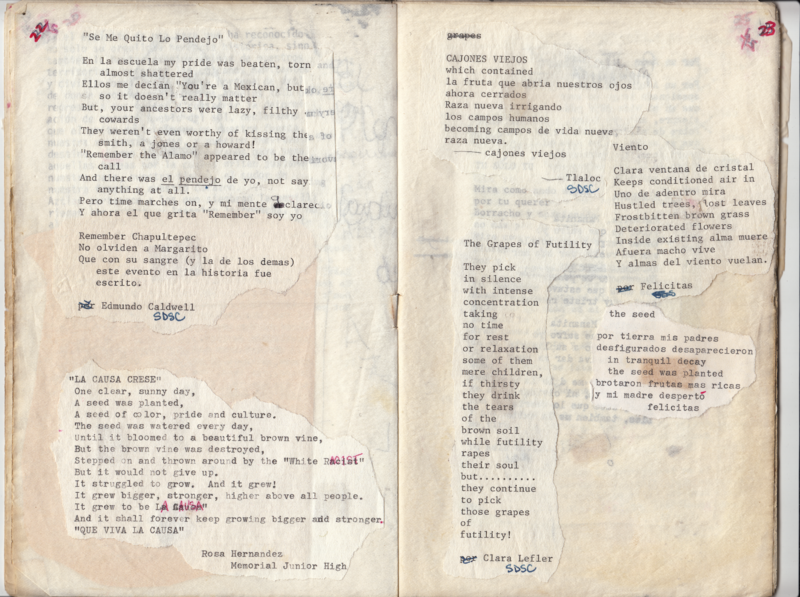 22
"Se Me Quito Lo Pendejo"
En la escuela my pride was beaten, torn
almost shattered
Ellos me decian "You're a Mexican, but
so it doesn't really matter
But, your ancestors were lazy, filthy
cowards
They weren't even worthy of kissing the
smith, a jones or a howard!
"Remember the Alamo" appeared to be the
call
And there was el pendejo de yo, not say
anything at all.
Pero time marches on, y mi mente declared
Y ahora el que grita "Remember" soy yo
Remember Chapultepec
No olviden a Margarito
Que con su sangre (y la de los demas)
este evento en la historia fue
escrito.
por Edmundo Caldwell
SDSC
"LA CAUSA CRESE"
One clear, sunny day,
A seed was planted,
A seed of color, pride and culture.
The seed was watered every day,
Until it bloomed to a beautiful brown vine,
But the brown vine was destroyed,
Stepped on and thrown around by the "White Racist"
But it would not give up.
It struggled to grow. And it grew!
It grew bigger, stronger, higher above all people.
It grew to be LA CAUSA"
And it shall forever keep growing bigger and stronger.
"QUE VIVA LA CAUSA"
Rosa Hernandez
Memorial Junior High
23
grapes
CAJONES VIEJOS
which contained
la fruta que abria nuestros ojos
ahora cerrados
Raza nueva irrigando
los campos humanos
becoming campos de vida nueva
raza nueva.
cajones viejos
Tlaloc
SDSC
Viento
Clara ventana de cristal
Keeps conditioned air in
Uno de adentro mira
Hustled trees, lost leaves
Frostbitten brown grass
Deteriorated flowers
Inside existing alma muere
Afuera macho vive
Y almas del viento vuelan.
por Felicitas
SDS
Mira como
por tu querer
Borracho y
The Grapes of Futility
They pick
in silence
with intense
concentration
taking
no time
for rest
or relaxation
some of them
mere children,
if thirsty
they drink
the tears
of the
brown soil
while futility
rapes
their soul
but..........
they continue
to pick
those grapes
of
futility!
por Clara Lefler
SDSC
the seed
por tierra mis padres
desfigurados desaparecieron
in tranquil decay
the seed was planted
brotaron frutas mas ricas
y mi madre despertó
felicitas